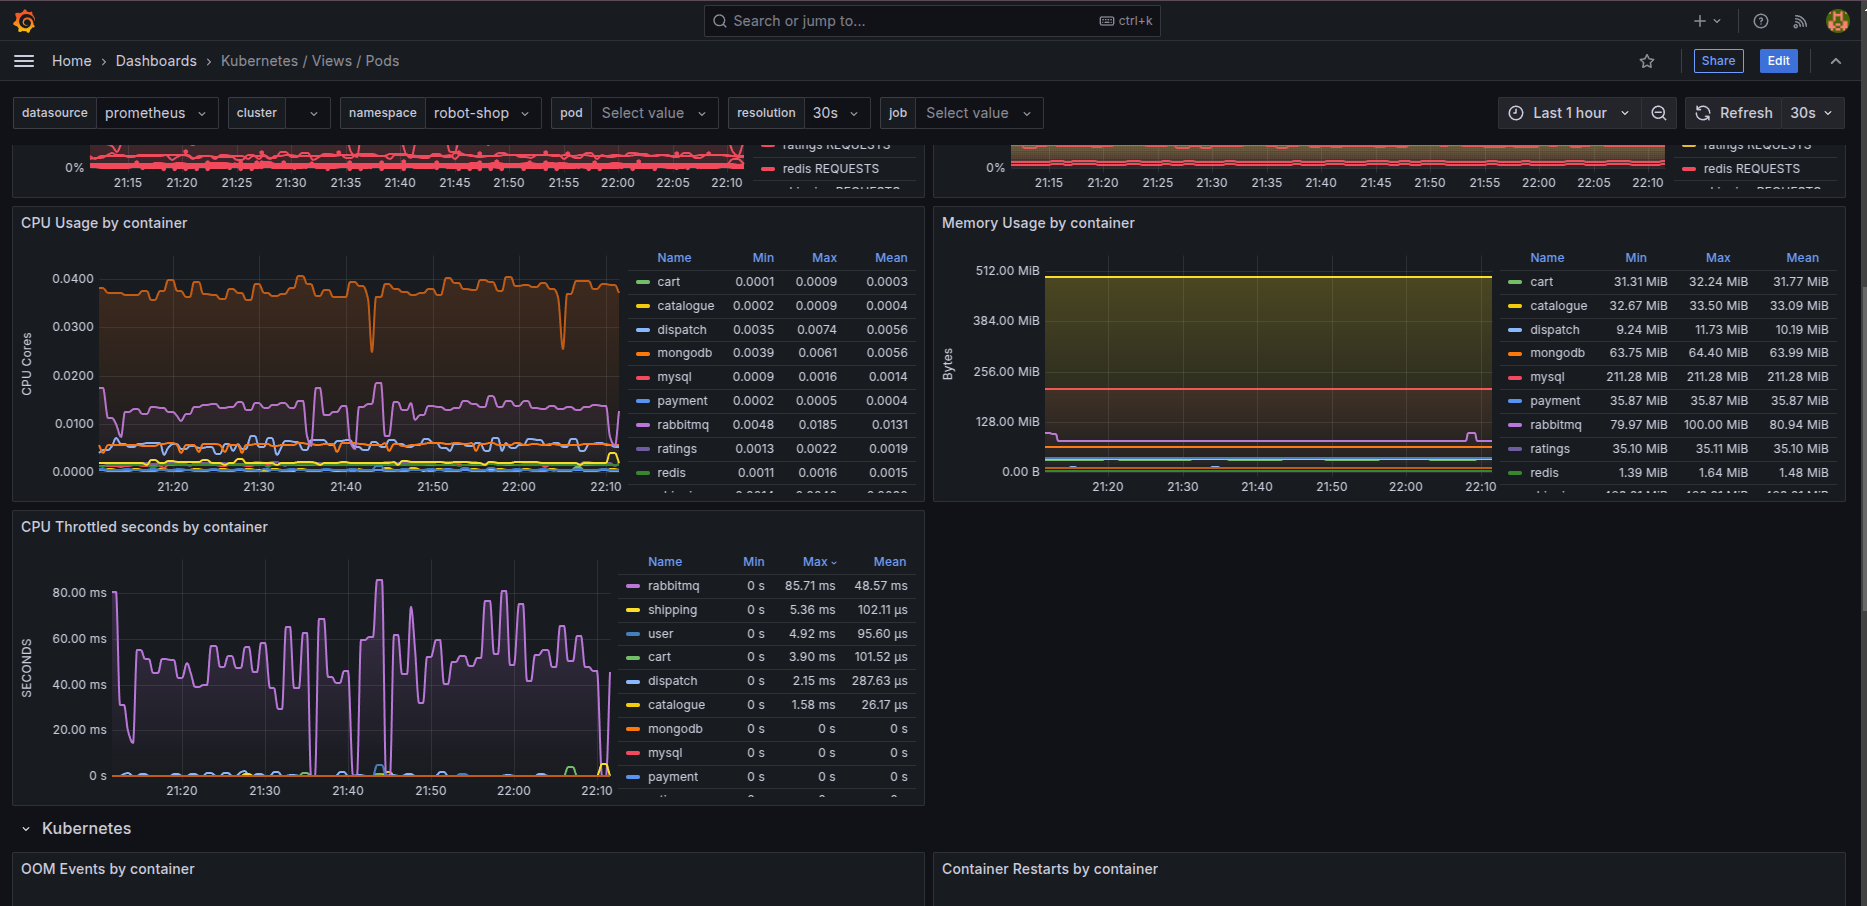 Search or jump to...
ctrl+k
Home › Dashboards › Kubernetes / Views / Pods
Share
Edit
datasource prometheus
cluster
namespace robot-shop
pod Select value
resolution 30s
job Select value
Last 1 hour
Refresh 30s
0%
21:15 21:20 21:25 21:30 21:35 21:40 21:45 21:50 21:55 22:00 22:05 22:10
ratings REQUESTS
redis REQUESTS
0%
21:15 21:20 21:25 21:30 21:35 21:40 21:45 21:50 21:55 22:00 22:05 22:10
ratings REQUESTS
redis REQUESTS
CPU Usage by container
CPU Cores
0.0400
0.0300
0.0200
0.0100
0.0000
21:20 21:30 21:40 21:50 22:00 22:10
Name Min Max Mean
cart 0.0001 0.0009 0.0003
catalogue 0.0002 0.0009 0.0004
dispatch 0.0035 0.0074 0.0056
mongodb 0.0039 0.0061 0.0056
mysql 0.0009 0.0016 0.0014
payment 0.0002 0.0005 0.0004
rabbitmq 0.0048 0.0185 0.0131
ratings 0.0013 0.0022 0.0019
redis 0.0011 0.0016 0.0015
Memory Usage by container
Bytes
512.00 MiB
384.00 MiB
256.00 MiB
128.00 MiB
0.00 B
21:20 21:30 21:40 21:50 22:00 22:10
Name Min Max Mean
cart 31.31 MiB 32.24 MiB 31.77 MiB
catalogue 32.67 MiB 33.50 MiB 33.09 MiB
dispatch 9.24 MiB 11.73 MiB 10.19 MiB
mongodb 63.75 MiB 64.40 MiB 63.99 MiB
mysql 211.28 MiB 211.28 MiB 211.28 MiB
payment 35.87 MiB 35.87 MiB 35.87 MiB
rabbitmq 79.97 MiB 100.00 MiB 80.94 MiB
ratings 35.10 MiB 35.11 MiB 35.10 MiB
redis 1.39 MiB 1.64 MiB 1.48 MiB
CPU Throttled seconds by container
SECONDS
80.00 ms
60.00 ms
40.00 ms
20.00 ms
0 s
21:20 21:30 21:40 21:50 22:00 22:10
Name Min Max Mean
rabbitmq 0 s 85.71 ms 48.57 ms
shipping 0 s 5.36 ms 102.11 µs
user 0 s 4.92 ms 95.60 µs
cart 0 s 3.90 ms 101.52 µs
dispatch 0 s 2.15 ms 287.63 µs
catalogue 0 s 1.58 ms 26.17 µs
mongodb 0 s 0 s 0 s
mysql 0 s 0 s 0 s
payment 0 s 0 s 0 s
Kubernetes
OOM Events by container
Container Restarts by container